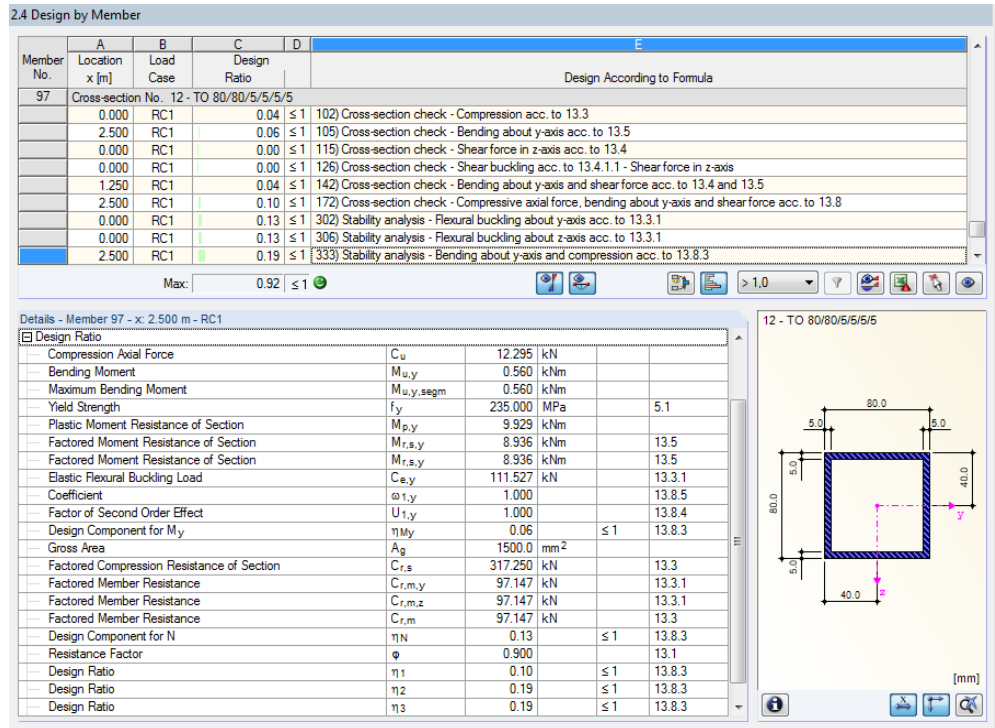 2.4 Design by Member
A B C D E
Member Location Load Design
No. x [m] Case Ratio Design According to Formula
97 Cross-section No. 12 - TO 80/80/5/5/5/5
0.000 RC1 0.04 ≤ 1 102) Cross-section check - Compression acc. to 13.3
2.500 RC1 0.06 ≤ 1 105) Cross-section check - Bending about y-axis acc. to 13.5
0.000 RC1 0.00 ≤ 1 115) Cross-section check - Shear force in z-axis acc. to 13.4
0.000 RC1 0.00 ≤ 1 126) Cross-section check - Shear buckling acc. to 13.4.1.1 - Shear force in z-axis
1.250 RC1 0.04 ≤ 1 142) Cross-section check - Bending about y-axis and shear force acc. to 13.4 and 13.5
2.500 RC1 0.10 ≤ 1 172) Cross-section check - Compressive axial force, bending about y-axis and shear force acc. to 13.8
0.000 RC1 0.13 ≤ 1 302) Stability analysis - Flexural buckling about y-axis acc. to 13.3.1
0.000 RC1 0.13 ≤ 1 306) Stability analysis - Flexural buckling about z-axis acc. to 13.3.1
2.500 RC1 0.19 ≤ 1 333) Stability analysis - Bending about y-axis and compression acc. to 13.8.3
Max: 0.92 ≤ 1 > 1.0
Details - Member 97 - x: 2.500 m - RC1
Design Ratio
Compression Axial Force Cu 12.295 kN
Bending Moment Mu,y 0.560 kNm
Maximum Bending Moment Mu,y,segm 0.560 kNm
Yield Strength fy 235.000 MPa 5.1
Plastic Moment Resistance of Section Mp,y 9.929 kNm
Factored Moment Resistance of Section Mr,s,y 8.936 kNm 13.5
Factored Moment Resistance of Section Mr,s,y 8.936 kNm 13.5
Elastic Flexural Buckling Load Ce,y 111.527 kN 13.3.1
Coefficient ω1,y 1.000 13.8.5
Factor of Second Order Effect U1,y 1.000 13.8.4
Design Component for My ηMy 0.06 ≤ 1 13.8.3
Gross Area Ag 1500.0 mm²
Factored Compression Resistance of Section Cr,s 317.250 kN 13.3
Factored Member Resistance Cr,m,y 97.147 kN 13.3.1
Factored Member Resistance Cr,m,z 97.147 kN 13.3.1
Factored Member Resistance Cr,m 97.147 kN 13.3
Design Component for N ηN 0.13 ≤ 1 13.8.3
Resistance Factor φ 0.900 13.1
Design Ratio η1 0.10 ≤ 1 13.8.3
Design Ratio η2 0.19 ≤ 1 13.8.3
Design Ratio η3 0.19 ≤ 1 13.8.3
12 - TO 80/80/5/5/5/5
80.0
5.0 5.0
5.0
40.0
80.0
y
5.0
z
40.0
[mm]